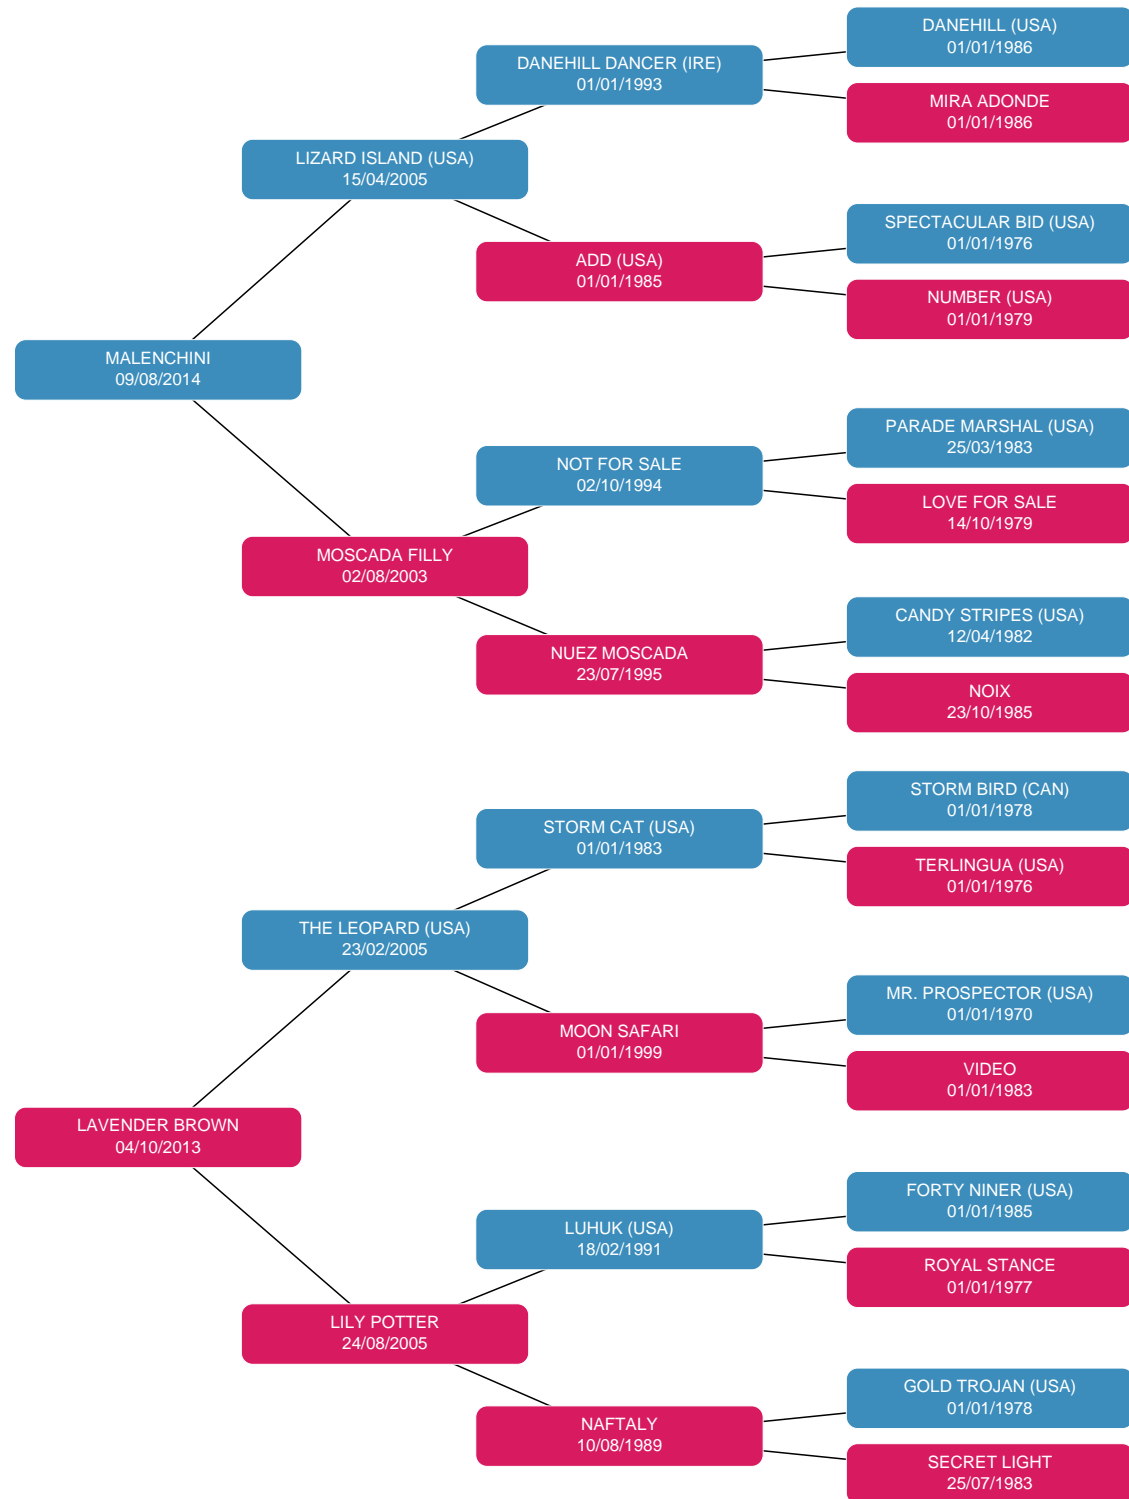 DANEHILL (USA)
01/01/1986
DANEHILL DANCER (IRE)
01/01/1993
MIRA ADONDE
01/01/1986
LIZARD ISLAND (USA)
15/04/2005
SPECTACULAR BID (USA)
01/01/1976
ADD (USA)
01/01/1985
NUMBER (USA)
01/01/1979
MALENCHINI
09/08/2014
PARADE MARSHAL (USA)
25/03/1983
NOT FOR SALE
02/10/1994
LOVE FOR SALE
14/10/1979
MOSCADA FILLY
02/08/2003
CANDY STRIPES (USA)
12/04/1982
NUEZ MOSCADA
23/07/1995
NOIX
23/10/1985
STORM BIRD (CAN)
01/01/1978
STORM CAT (USA)
01/01/1983
TERLINGUA (USA)
01/01/1976
THE LEOPARD (USA)
23/02/2005
MR. PROSPECTOR (USA)
01/01/1970
MOON SAFARI
01/01/1999
VIDEO
01/01/1983
LAVENDER BROWN
04/10/2013
FORTY NINER (USA)
01/01/1985
LUHUK (USA)
18/02/1991
ROYAL STANCE
01/01/1977
LILY POTTER
24/08/2005
GOLD TROJAN (USA)
01/01/1978
NAFTALY
10/08/1989
SECRET LIGHT
25/07/1983